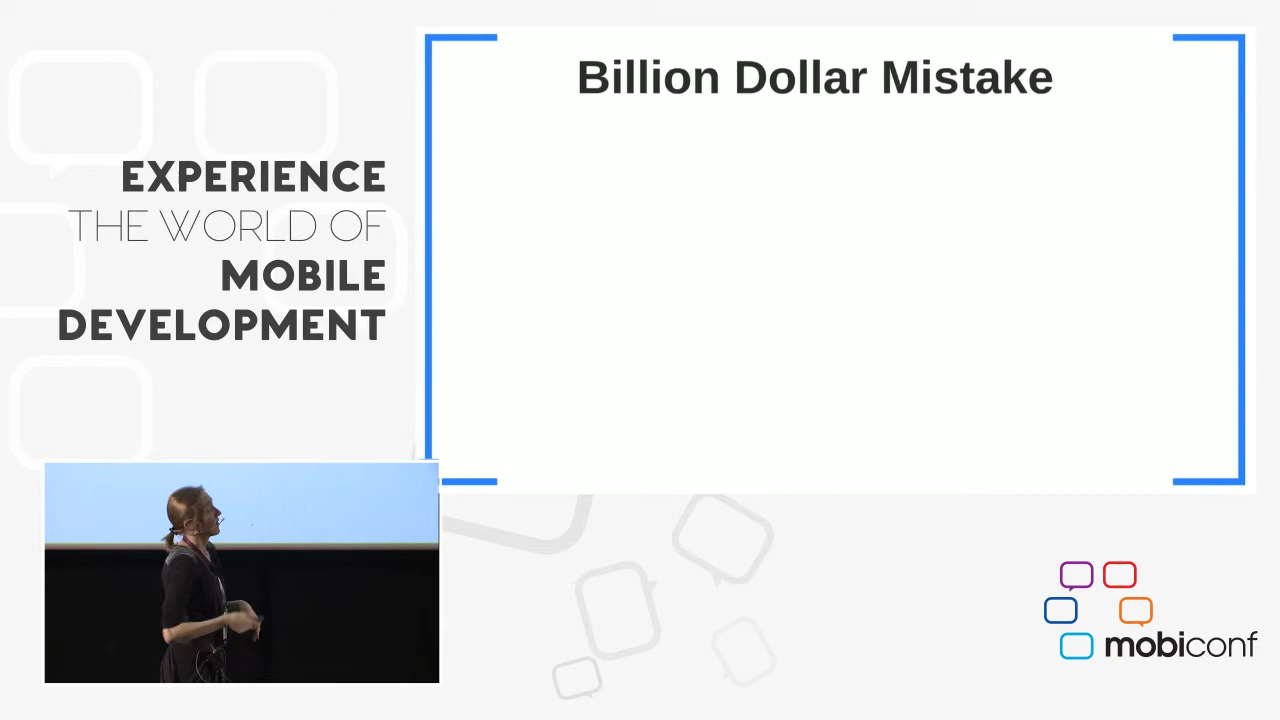 Billion Dollar Mistake
EXPERIENCE
THE WORLD OF
MOBILE
DEVELOPMENT
mobiconf